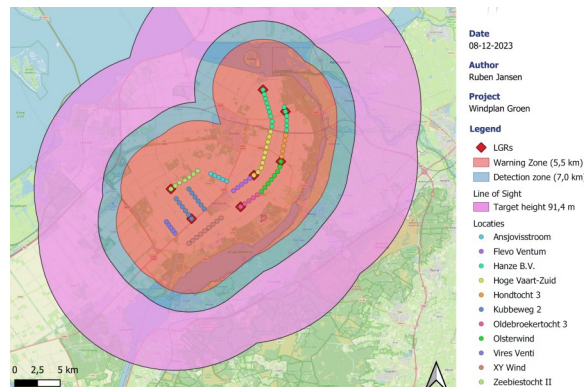 Date
08-12-2023
Author
Ruben Jansen
Project
Windplan Groen
Legend
LGRs
Warning Zone (5,5 km)
Detection zone (7,0 km)
Line of Sight
Target height 91,4 m
Locaties
Ansjovisstroom
Flevo Ventum
Hanze B.V.
Hoge Vaart-Zuid
Hondtocht 3
Kubbeweg 2
Oldebroekertocht 3
Olsterwind
Vires Venti
XY Wind
Zeebiestocht II
0 2,5 5 km